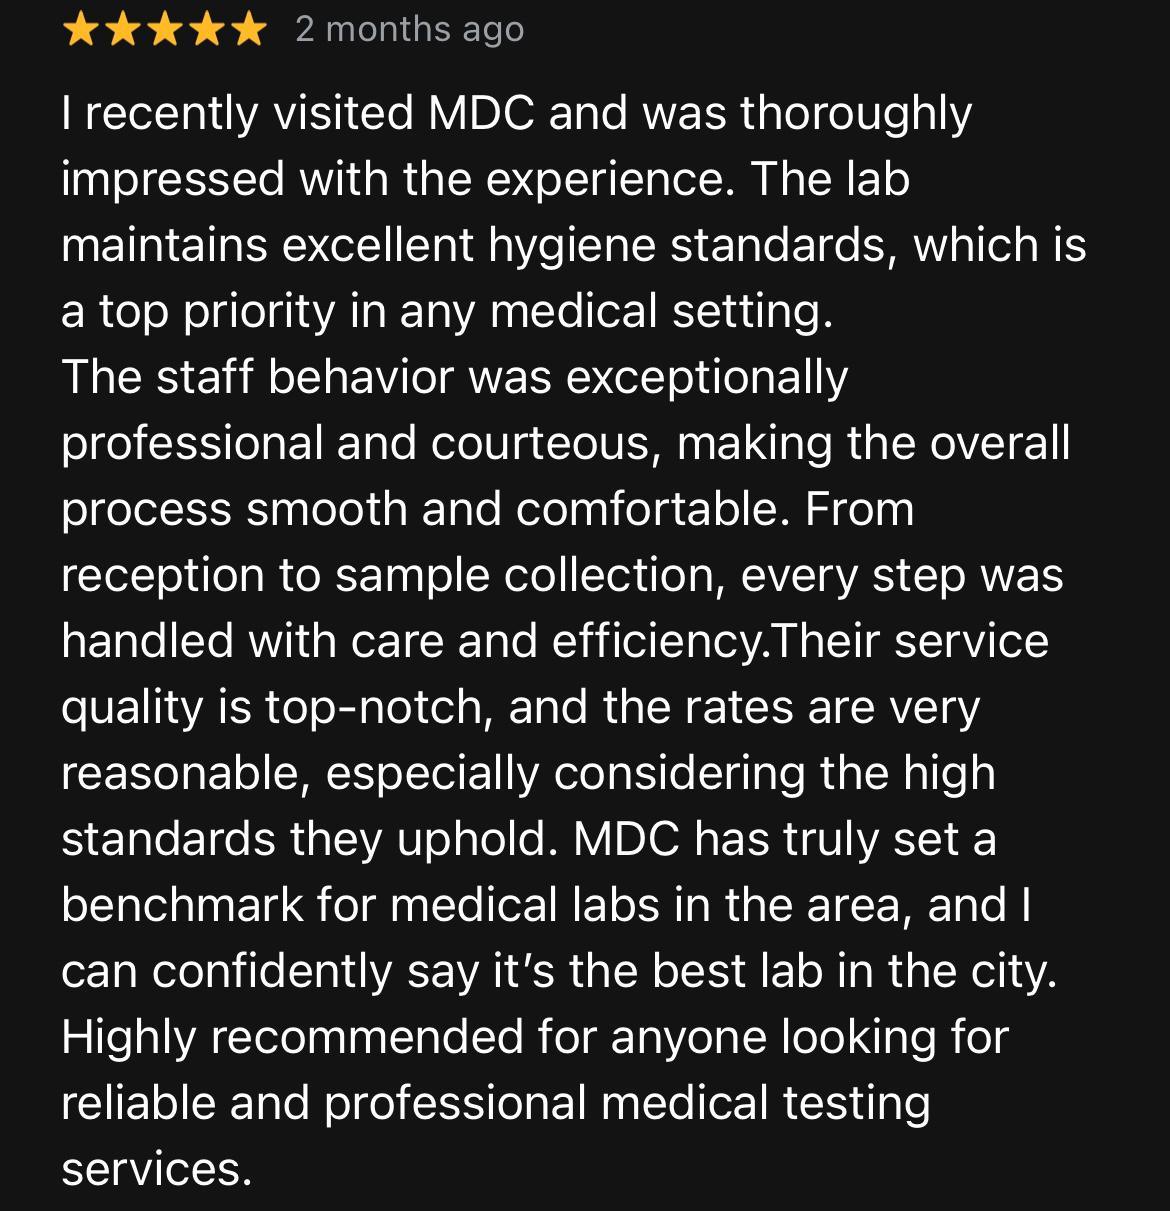 ★★★★★ 2 months ago
I recently visited MDC and was thoroughly
impressed with the experience. The lab
maintains excellent hygiene standards, which is
a top priority in any medical setting.
The staff behavior was exceptionally
professional and courteous, making the overall
process smooth and comfortable. From
reception to sample collection, every step was
handled with care and efficiency.Their service
quality is top-notch, and the rates are very
reasonable, especially considering the high
standards they uphold. MDC has truly set a
benchmark for medical labs in the area, and I
can confidently say it’s the best lab in the city.
Highly recommended for anyone looking for
reliable and professional medical testing
services.